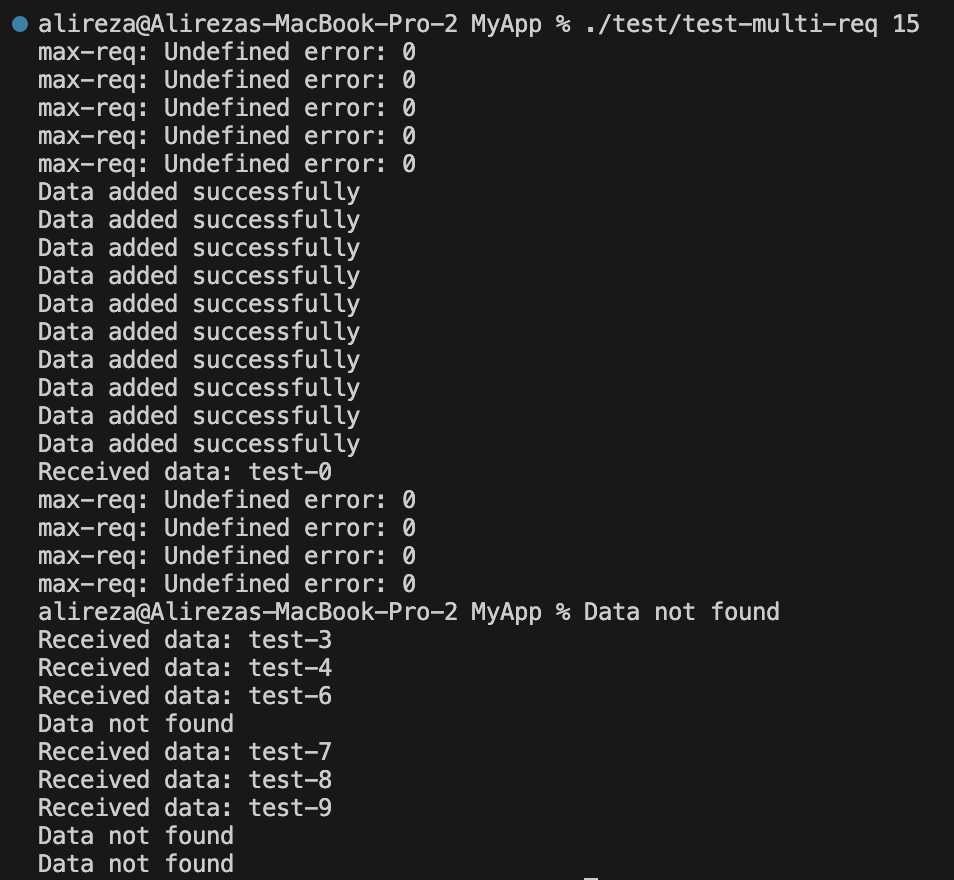 alireza@Alirezas-MacBook-Pro-2 MyApp % ./test/test-multi-req 15
max-req: Undefined error: 0
max-req: Undefined error: 0
max-req: Undefined error: 0
max-req: Undefined error: 0
max-req: Undefined error: 0
Data added successfully
Data added successfully
Data added successfully
Data added successfully
Data added successfully
Data added successfully
Data added successfully
Data added successfully
Data added successfully
Data added successfully
Received data: test-0
max-req: Undefined error: 0
max-req: Undefined error: 0
max-req: Undefined error: 0
max-req: Undefined error: 0
alireza@Alirezas-MacBook-Pro-2 MyApp % Data not found
Received data: test-3
Received data: test-4
Received data: test-6
Data not found
Received data: test-7
Received data: test-8
Received data: test-9
Data not found
Data not found